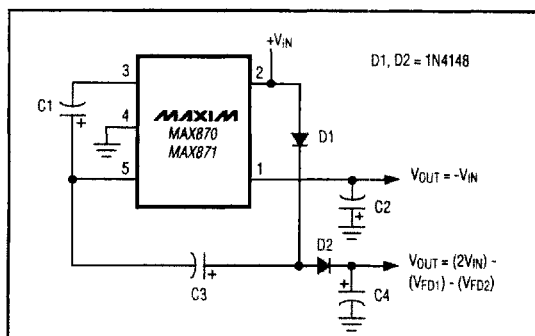 +VIN
D1, D2 = 1N4148
3
2
C1
+
4
MAXIM
MAX870
MAX871
D1
5
1
VOUT = -VIN
+
C2
D2
C3
+
+
C4
VOUT = (2VIN) -
(VFD1) - (VFD2)